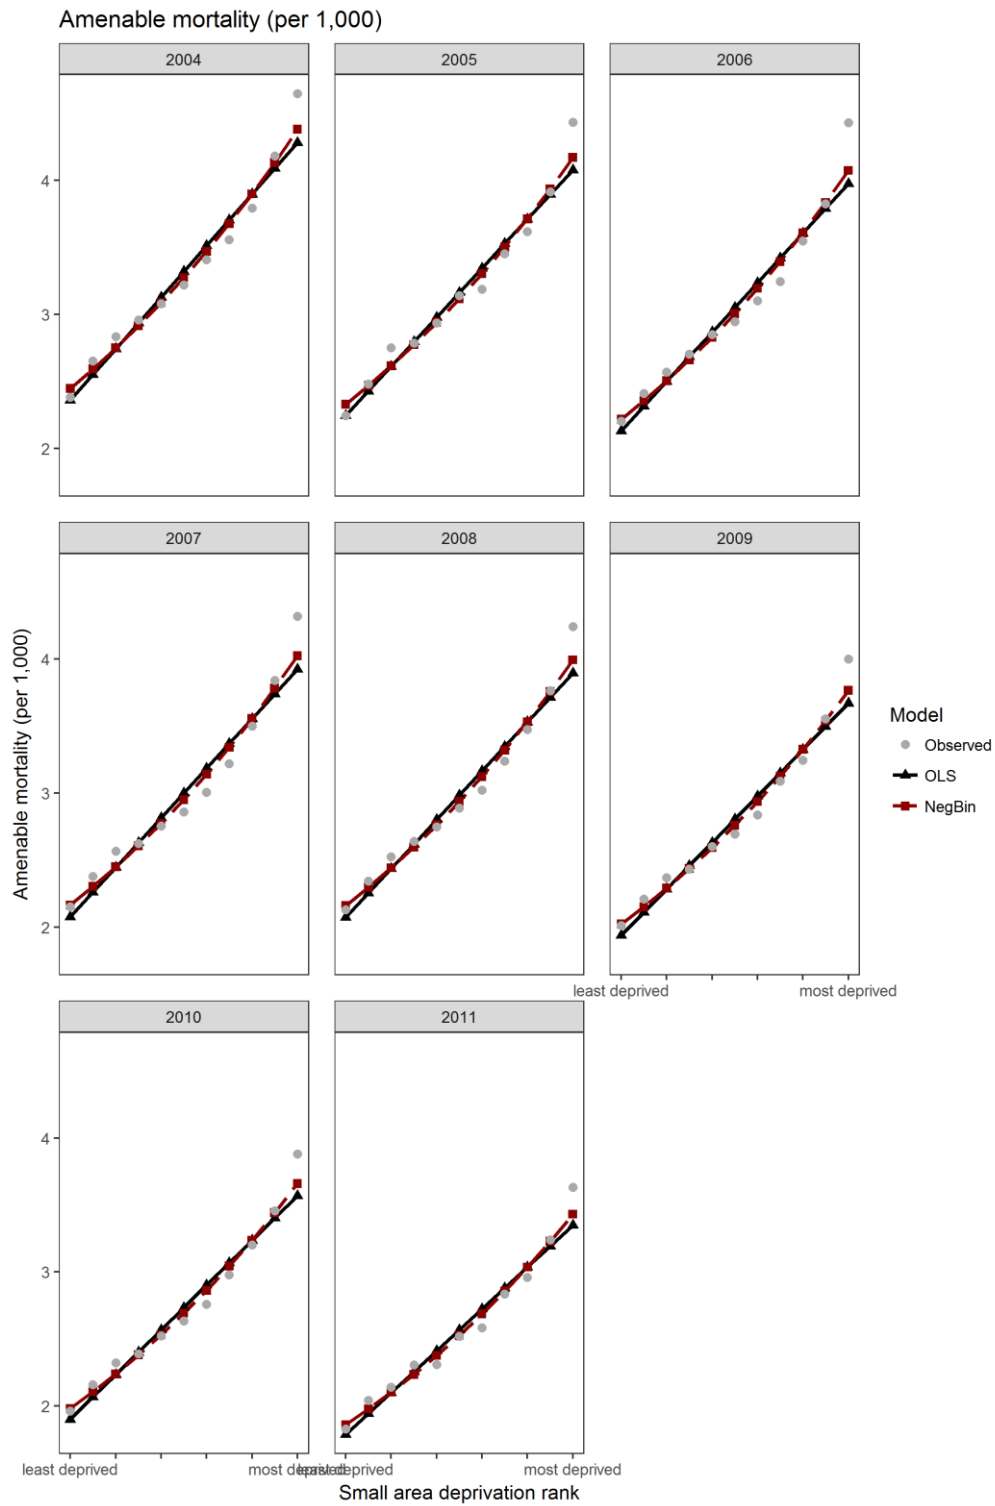 Amenable mortality (per 1,000)
2004
2005
2006
4
3
2
2007
2008
2009
4
3
2
Amenable mortality (per 1,000)
Model
Observed
OLS
NegBin
least deprived
most deprived
2010
2011
4
3
2
least deprived
most deprived
least deprived
most deprived
Small area deprivation rank